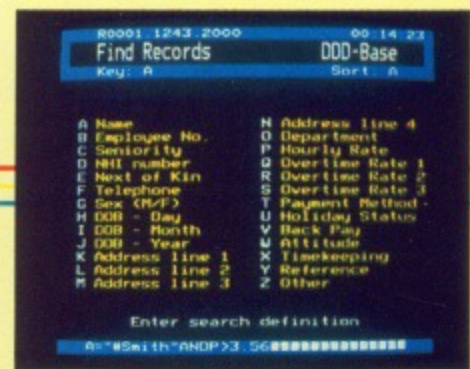 R0001.1243.2000 00 14 23
Find Records DDD-Base
Key: A Sort: A
A Name
B Employee No.
C Seniority
D NHI number
E Next of Kin
F Telephone
G Sex (M/F)
H DOB - Day
I DOB - Month
J DOB - Year
K Address line 1
L Address line 2
M Address line 3
N Address line 4
O Department
P Hourly Rate
Q Overtime Rate 1
R Overtime Rate 2
S Overtime Rate 3
T Payment Method -
U Holiday Status
V Back Pay
W Attitude
X Timekeeping
Y Reference
Z Other
Enter search definition
A="#Smith"ANDP>3.56